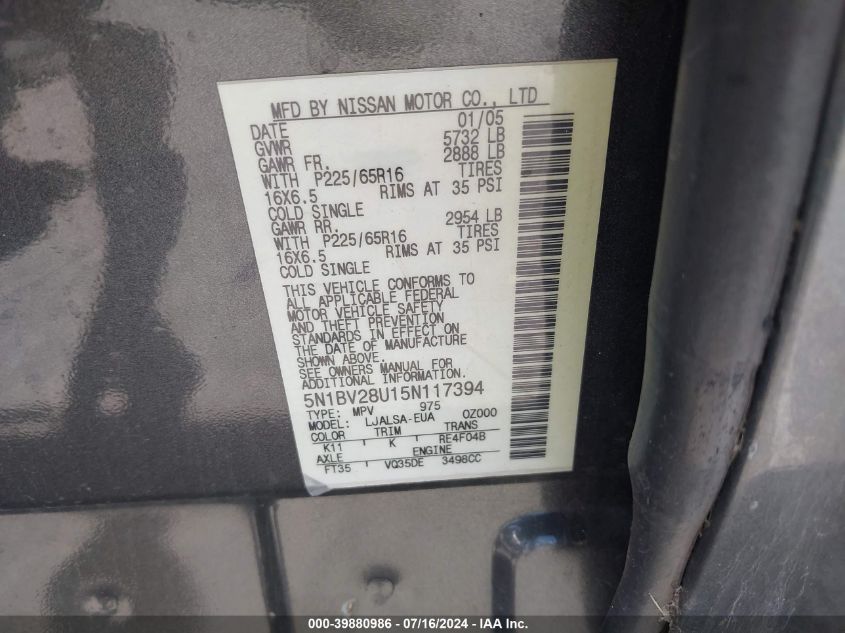 MFD BY NISSAN MOTOR CO., LTD
DATE 01/05
GVWR 5732 LB
GAWR FR. 2888 LB
WITH P225/65R16 TIRES
16X6.5 RIMS AT 35 PSI
COLD SINGLE
GAWR RR. 2954 LB
WITH P225/65R16 TIRES
16X6.5 RIMS AT 35 PSI
COLD SINGLE
THIS VEHICLE CONFORMS TO
ALL APPLICABLE FEDERAL
MOTOR VEHICLE SAFETY
AND THEFT PREVENTION
STANDARDS IN EFFECT ON
THE DATE OF MANUFACTURE
SHOWN ABOVE.
SEE OWNERS MANUAL FOR
ADDITIONAL INFORMATION.
5N1BV28U15N117394
TYPE: MPV 975
MODEL: LJALSA-EUA 0Z000
COLOR TRIM TRANS
K11 K RE4F04B
AXLE ENGINE
FT35 VQ35DE 3498CC
000-39880986 - 07/16/2024 - IAA Inc.